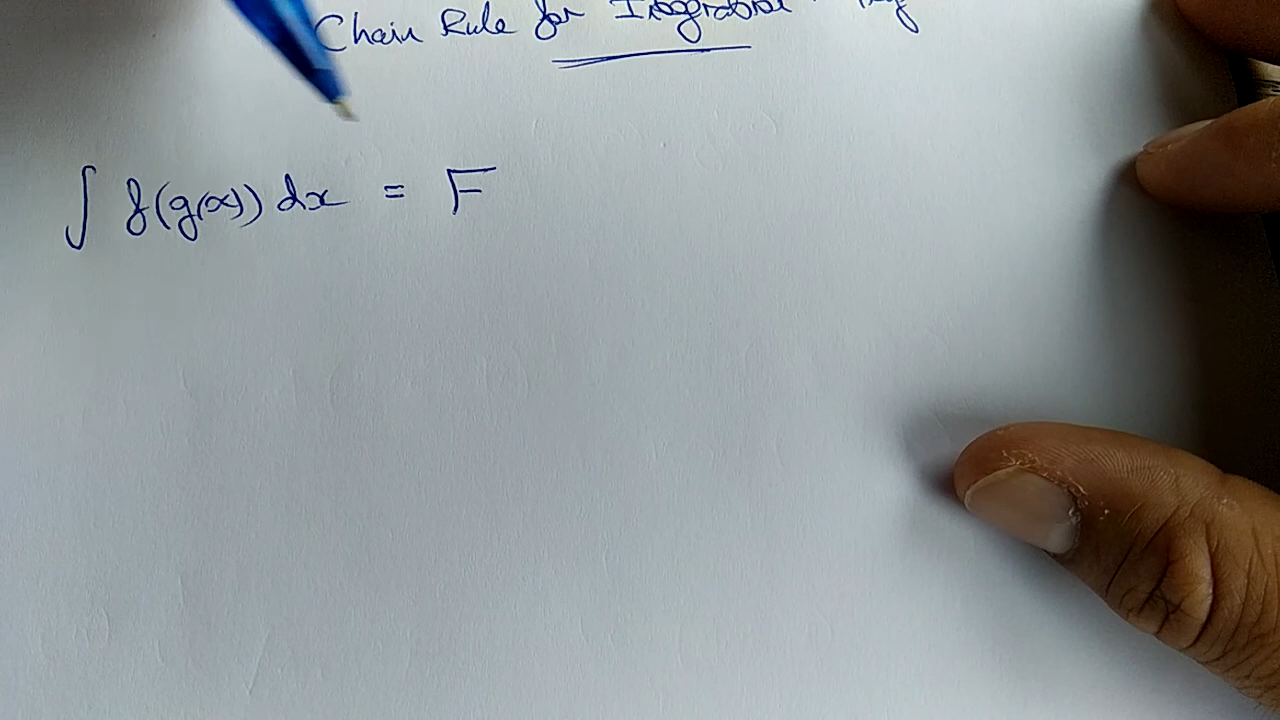 Chain Rule for Integration
∫ f(g(x)) dx = F